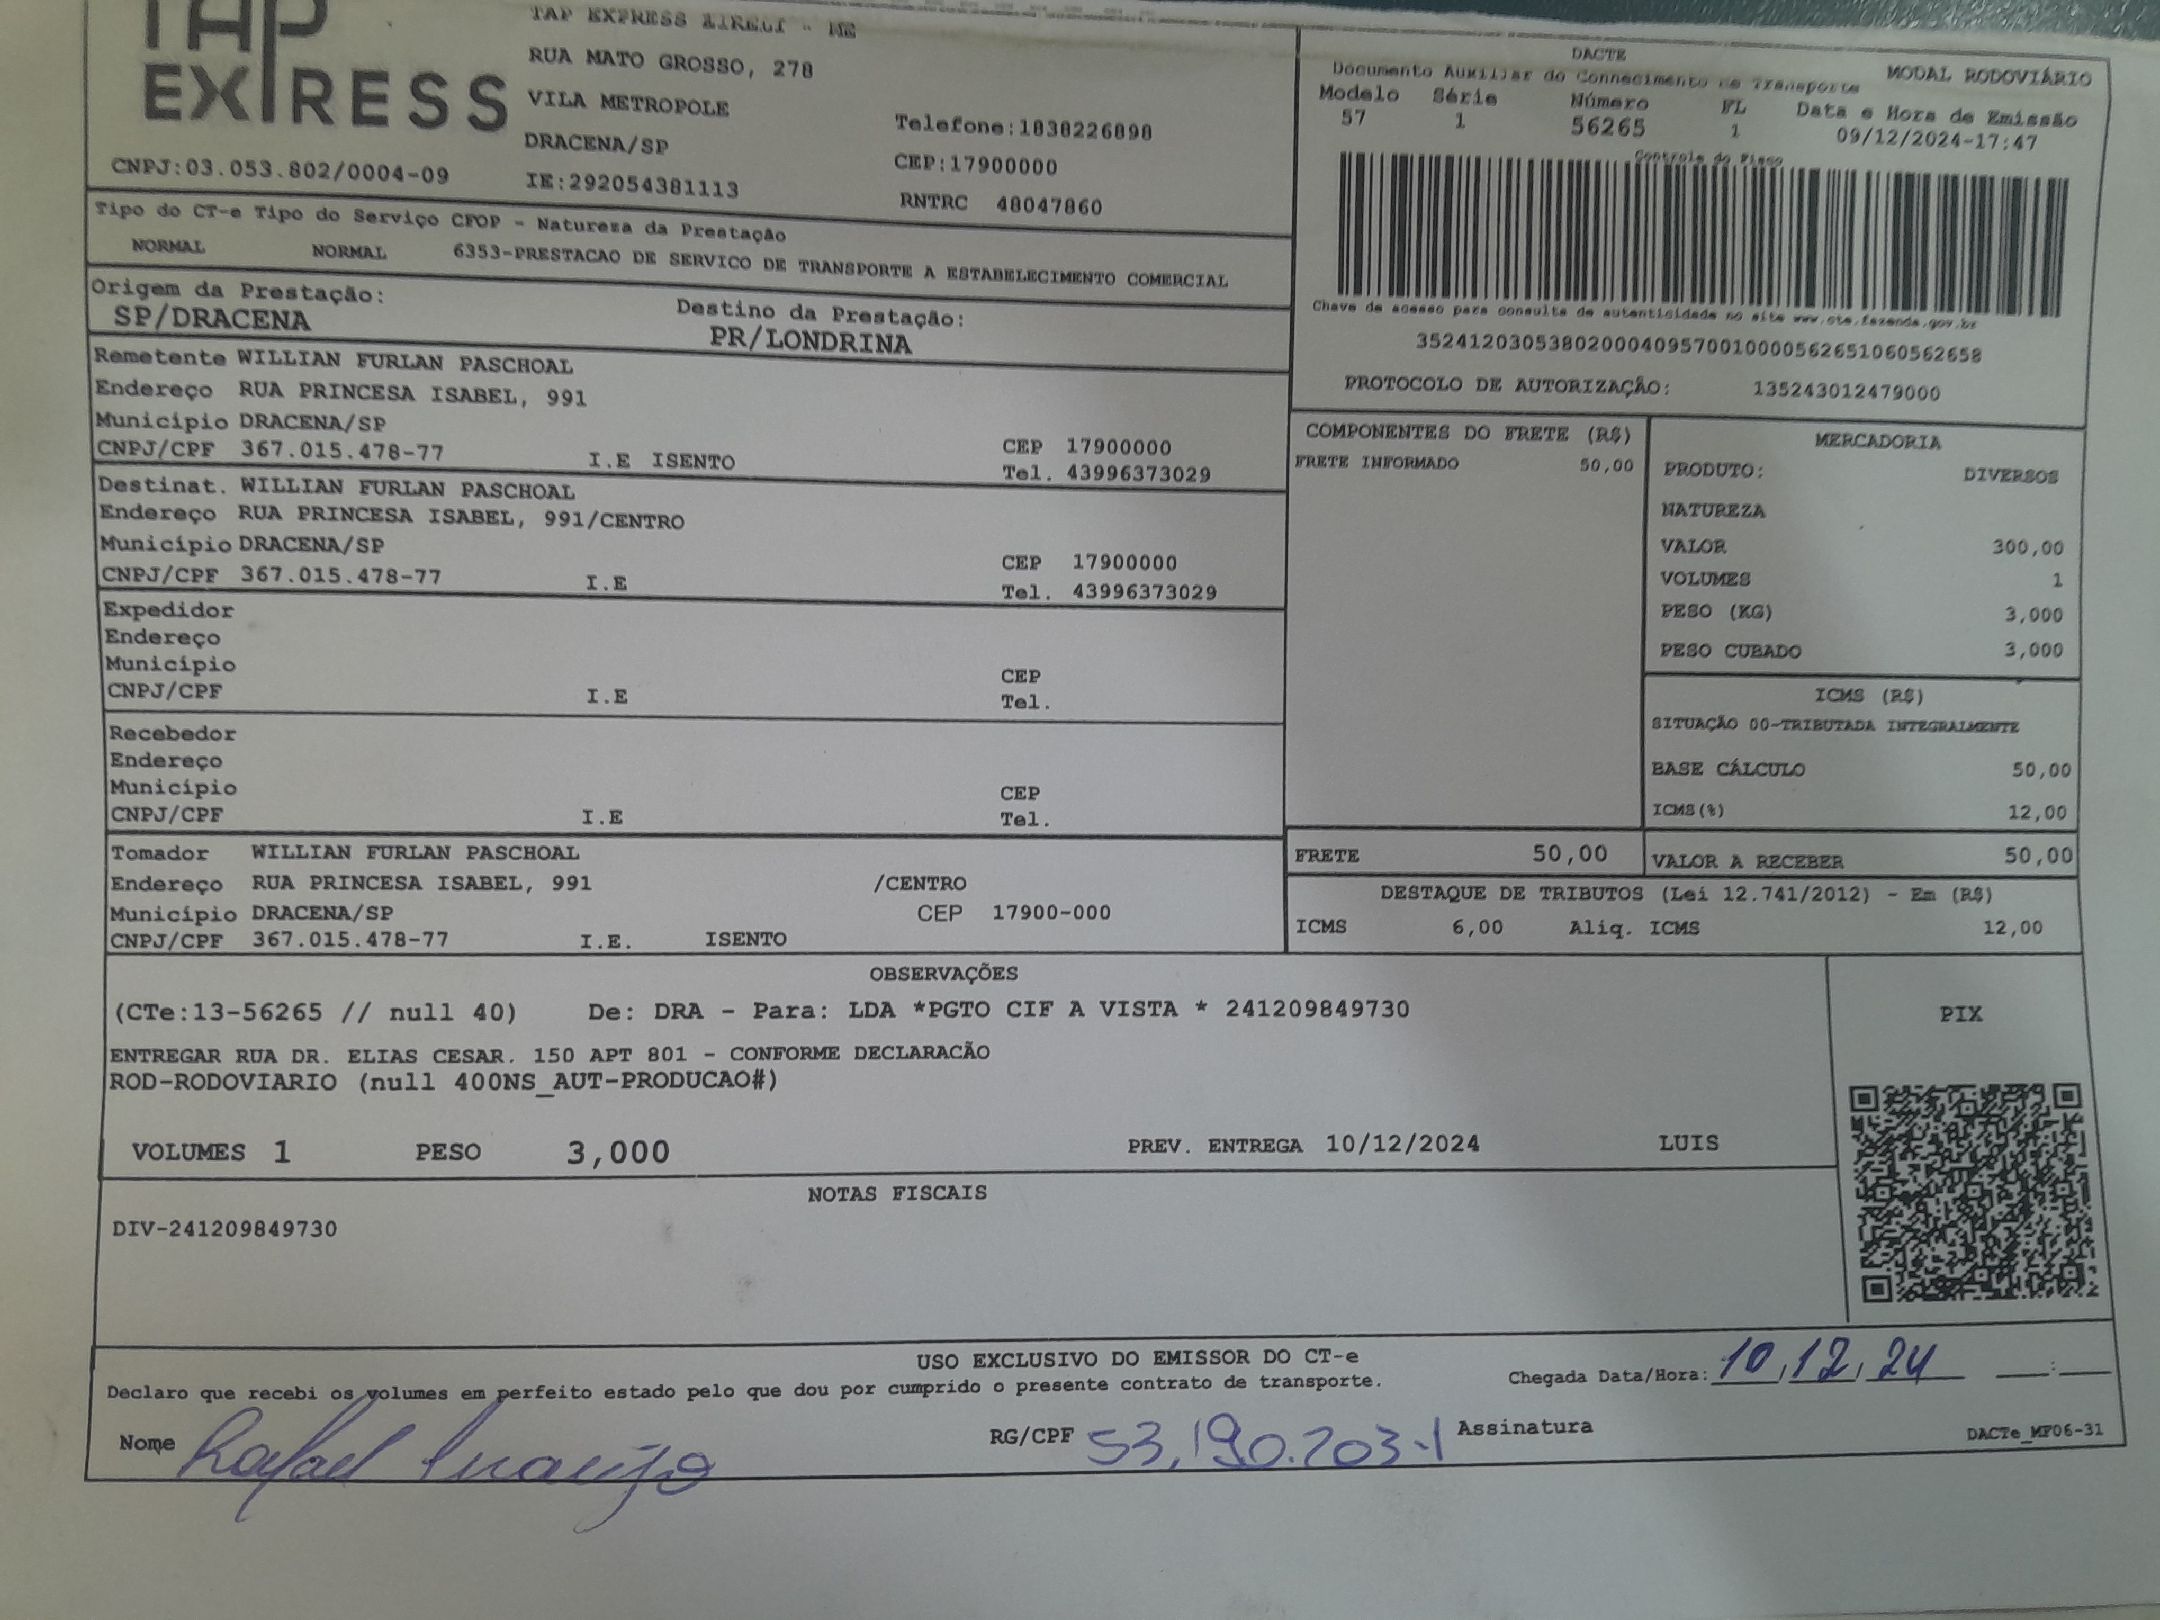 TAP
EXPRESS
TAP EXPRESS EIRELI - ME
RUA MATO GROSSO, 278
VILA METROPOLE
DRACENA/SP
Telefone:1838226898
CEP:17900000
CNPJ:03.053.802/0004-09
IE:292054381113
RNTRC 48047860
DACTE
Documento Auxiliar do Conhecimento de Transporte
MODAL RODOVIÁRIO
Modelo Série Número FL Data e Hora de Emissão
57 1 56265 1 09/12/2024-17:47
Controle do Fisco
Tipo do CT-e Tipo do Serviço CFOP - Natureza da Prestação
NORMAL NORMAL 6353-PRESTACAO DE SERVICO DE TRANSPORTE A ESTABELECIMENTO COMERCIAL
Origem da Prestação: Destino da Prestação:
SP/DRACENA PR/LONDRINA
Chave de acesso para consulta de autenticidade no site www.cte.fazenda.gov.br
35241203053802000409570010000562651060562658
PROTOCOLO DE AUTORIZAÇÃO: 135243012479000
Remetente WILLIAN FURLAN PASCHOAL
Endereço RUA PRINCESA ISABEL, 991
Município DRACENA/SP CEP 17900000
CNPJ/CPF 367.015.478-77 I.E ISENTO Tel. 43996373029
Destinat. WILLIAN FURLAN PASCHOAL
Endereço RUA PRINCESA ISABEL, 991/CENTRO
Município DRACENA/SP CEP 17900000
CNPJ/CPF 367.015.478-77 I.E Tel. 43996373029
Expedidor
Endereço
Município CEP
CNPJ/CPF I.E Tel.
Recebedor
Endereço
Município CEP
CNPJ/CPF I.E Tel.
Tomador WILLIAN FURLAN PASCHOAL
Endereço RUA PRINCESA ISABEL, 991 /CENTRO
Município DRACENA/SP CEP 17900-000
CNPJ/CPF 367.015.478-77 I.E. ISENTO
COMPONENTES DO FRETE (R$)
FRETE INFORMADO 50,00
MERCADORIA
PRODUTO: DIVERSOS
NATUREZA
VALOR 300,00
VOLUMES 1
PESO (KG) 3,000
PESO CUBADO 3,000
ICMS (R$)
SITUAÇÃO 00-TRIBUTADA INTEGRALMENTE
BASE CÁLCULO 50,00
ICMS(%) 12,00
FRETE 50,00 VALOR A RECEBER 50,00
DESTAQUE DE TRIBUTOS (Lei 12.741/2012) - Em (R$)
ICMS 6,00 Aliq. ICMS 12,00
OBSERVAÇÕES
(CTe:13-56265 // null 40) De: DRA - Para: LDA *PGTO CIF A VISTA * 241209849730
ENTREGAR RUA DR. ELIAS CESAR. 150 APT 801 - CONFORME DECLARACÃO
ROD-RODOVIARIO (null 400NS_AUT-PRODUCAO#)
VOLUMES 1 PESO 3,000 PREV. ENTREGA 10/12/2024 LUIS
PIX
NOTAS FISCAIS
DIV-241209849730
USO EXCLUSIVO DO EMISSOR DO CT-e
Declaro que recebi os volumes em perfeito estado pelo que dou por cumprido o presente contrato de transporte.
Chegada Data/Hora: 10,12,24 :
Nome Rafael Araujo RG/CPF 53,190.203-1 Assinatura
DACTe_MF06-31